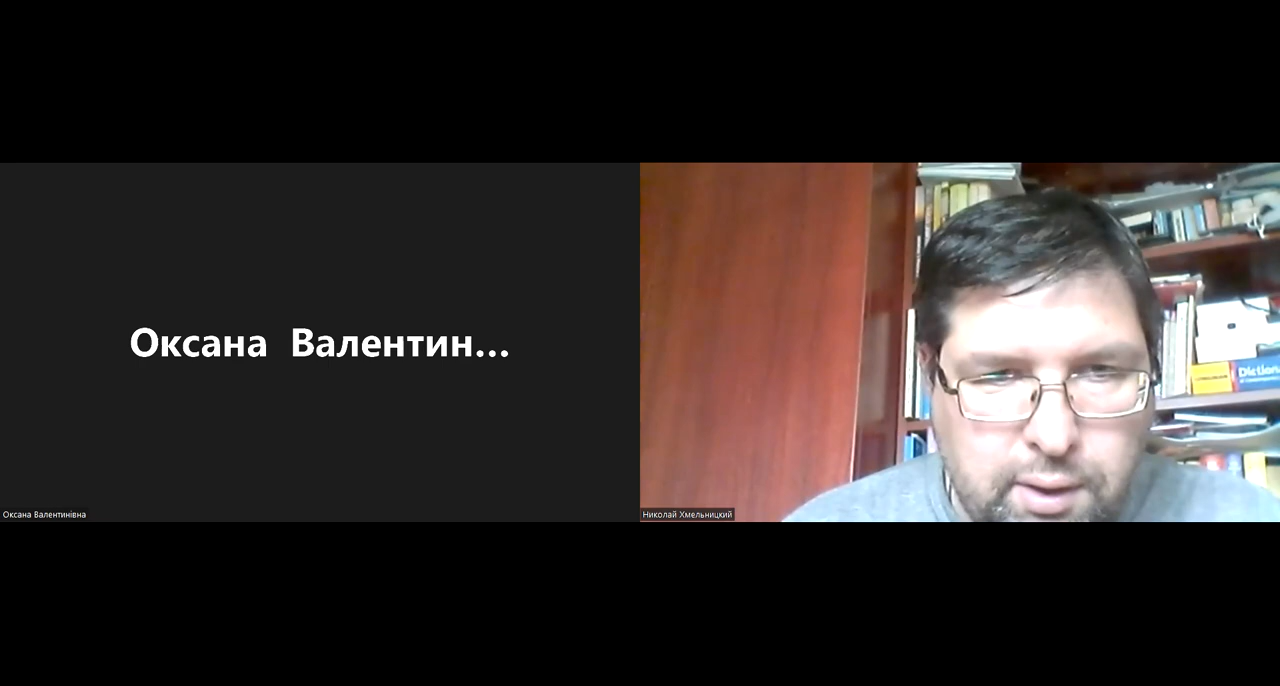 Оксана  Валентин...
Оксана Валентинівна
Николай Хмельницкий
Diction